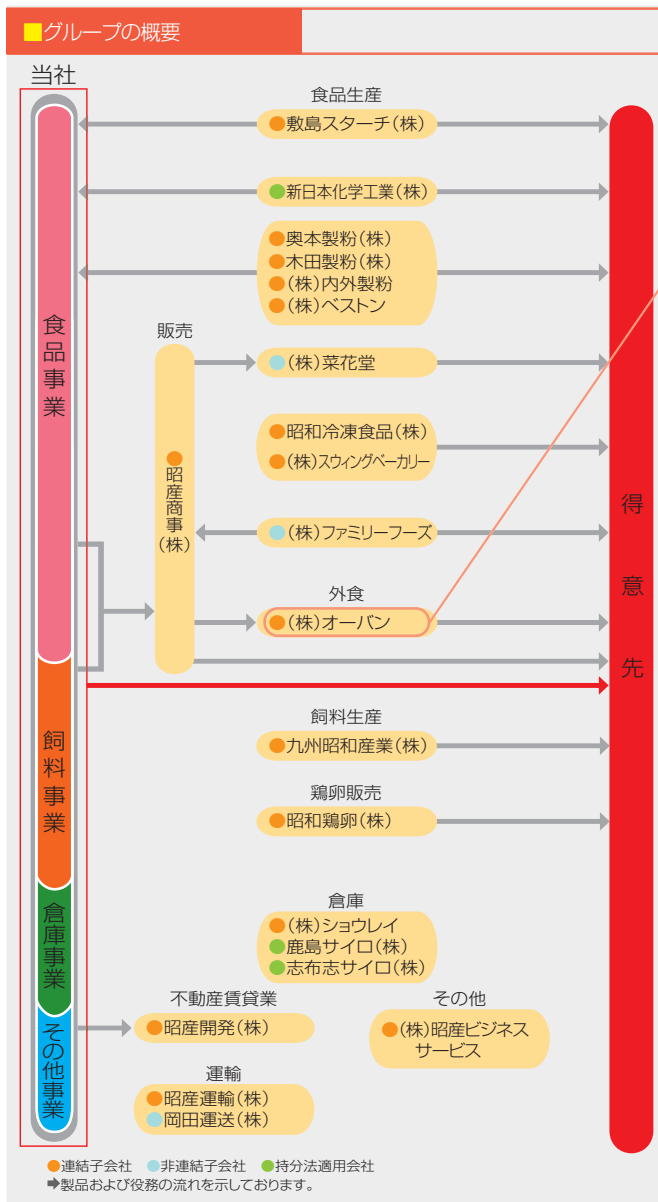 ■グループの概要
当社
食品生産
●敷島スターチ(株)
●新日本化学工業(株)
●奥本製粉(株)
●木田製粉(株)
●(株)内外製粉
●(株)ベストン
販売
●昭産商事(株)
●(株)菜花堂
●昭和冷凍食品(株)
●(株)スウィングベーカリー
●(株)ファミリーフーズ
外食
●(株)オーバン
食品事業
得意先
飼料生産
●九州昭和産業(株)
飼料事業
鶏卵販売
●昭和鶏卵(株)
倉庫
●(株)ショウレイ
●鹿島サイロ(株)
●志布志サイロ(株)
倉庫事業
不動産賃貸業
●昭産開発(株)
その他
●(株)昭産ビジネス
サービス
その他事業
運輸
●昭産運輸(株)
●岡田運送(株)
●連結子会社 ●非連結子会社 ●持分法適用会社
➡製品および役務の流れを示しております。